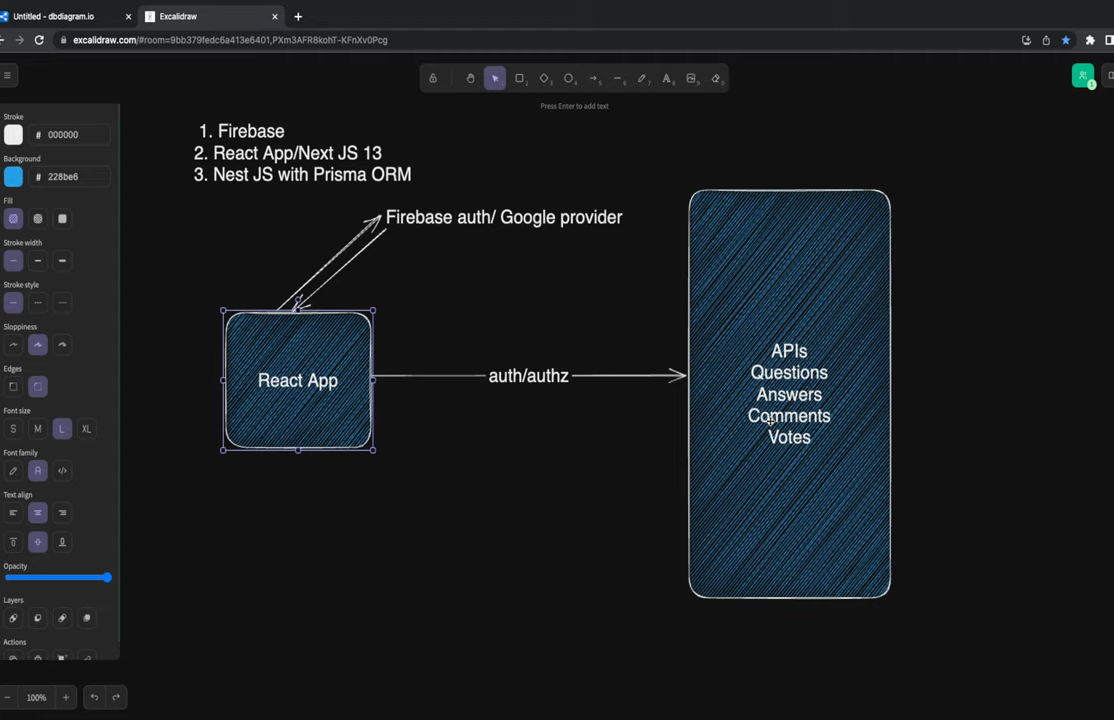 Untitled - dbdiagram.io
Excalidraw
excalidraw.com/#room=9bb379fedc6a413e6401,PXm3AFR8kohT-KFnXv0Pcg
Press Enter to add text
Stroke
# 000000
Background
# 228be6
Fill
Stroke width
Stroke style
Sloppiness
Edges
Font size
S M L XL
Font family
A
Text align
Opacity
Layers
Actions
100%
1. Firebase
2. React App/Next JS 13
3. Nest JS with Prisma ORM
Firebase auth/ Google provider
React App
auth/authz
APIs
Questions
Answers
Comments
Votes